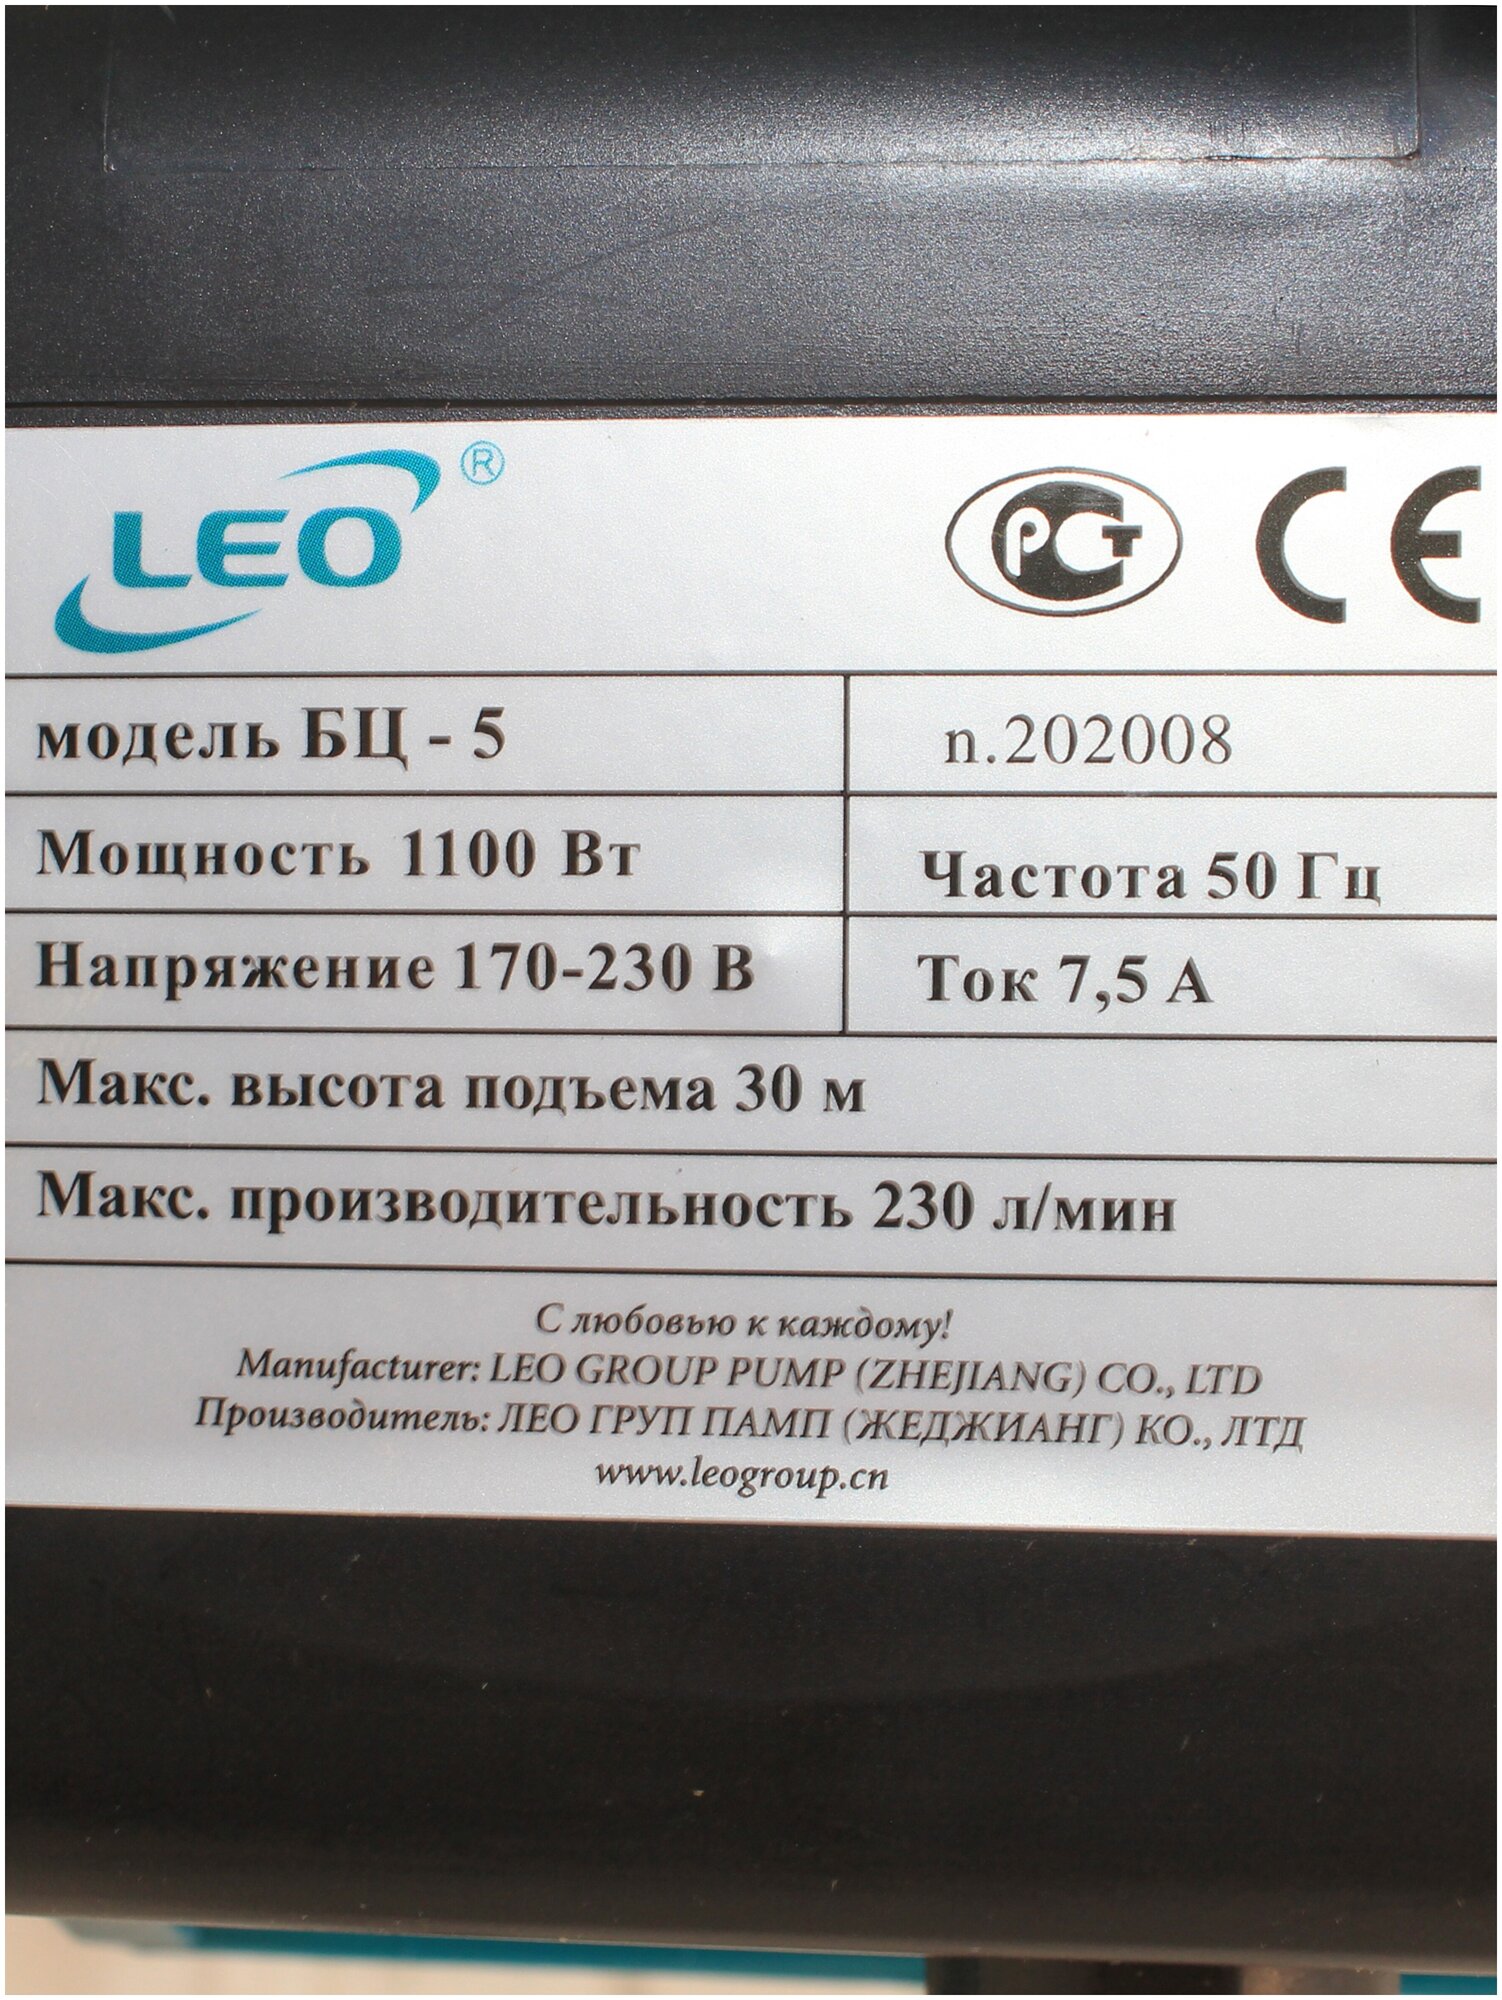 LEO ®
РСТ CE
модель БЦ - 5 n.202008
Мощность 1100 Вт Частота 50 Гц
Напряжение 170-230 В Ток 7,5 А
Макс. высота подъема 30 м
Макс. производительность 230 л/мин
С любовью к каждому!
Manufacturer: LEO GROUP PUMP (ZHEJIANG) CO., LTD
Производитель: ЛЕО ГРУП ПАМП (ЖЕДЖИАНГ) КО., ЛТД
www.leogroup.cn